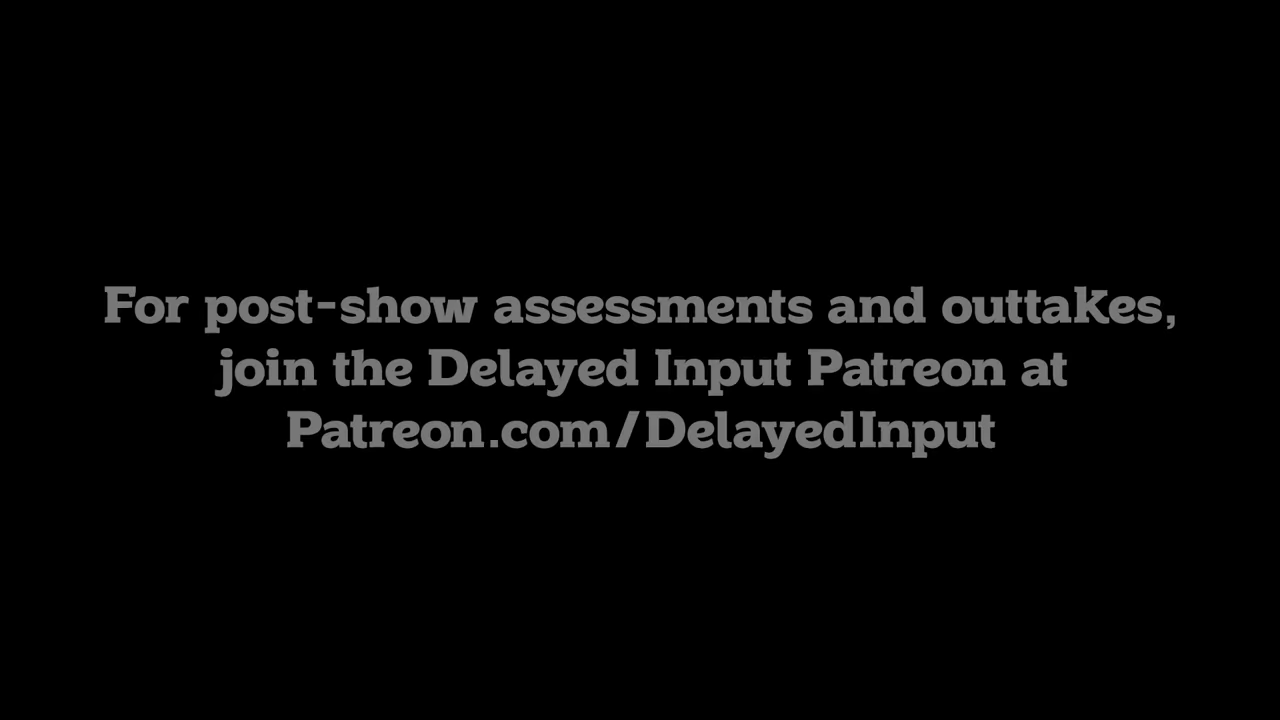 For post-show assessments and outtakes,
join the Delayed Input Patreon at
Patreon.com/DelayedInput